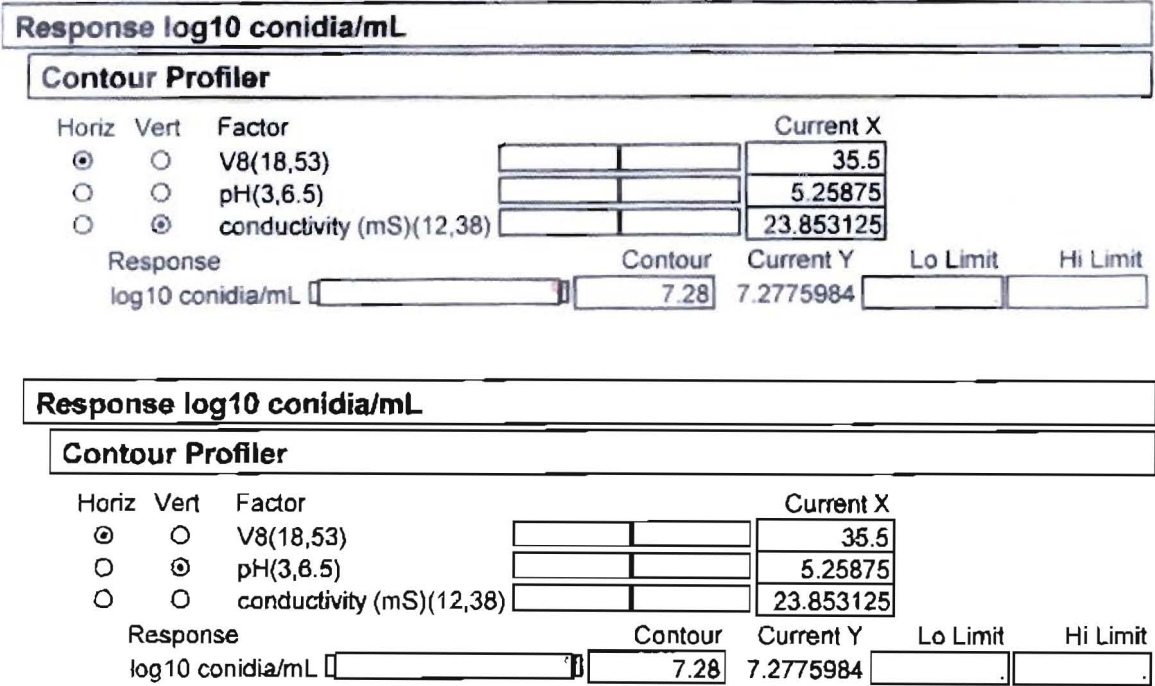 Response log10 conidia/mL
Contour Profiler
Horiz Vert Factor Current X
V8(18,53) 35.5
pH(3,6.5) 5.25875
conductivity (mS)(12,38) 23.853125
Response Contour Current Y Lo Limit Hi Limit
log10 conidia/mL 7.28 7.2775984 . .
Response log10 conidia/mL
Contour Profiler
Horiz Vert Factor Current X
V8(18,53) 35.5
pH(3,6.5) 5.25875
conductivity (mS)(12,38) 23.853125
Response Contour Current Y Lo Limit Hi Limit
log10 conidia/mL 7.28 7.2775984 . .